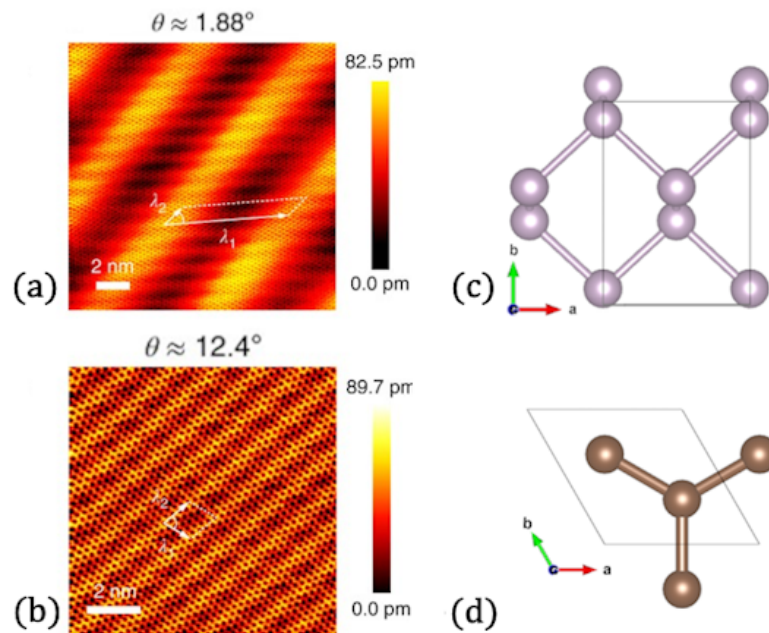 θ ≈ 1.88°
82.5 pm
λ₂
λ₁
2 nm
0.0 pm
(a)
b
a
(c)
θ ≈ 12.4°
89.7 pm
λ₂
λ₁
2 nm
0.0 pm
(b)
b
a
(d)